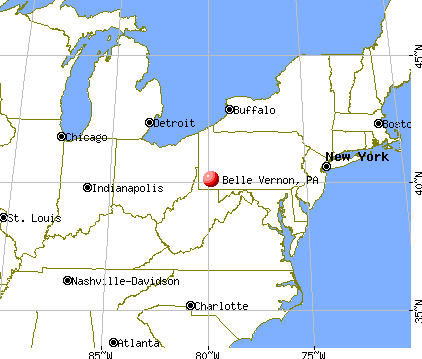 45°N
Buffalo
Detroit
Bosto
Chicago
New York
Belle Vernon, PA
40°N
Indianapolis
St. Louis
Nashville-Davidson
Charlotte
35°N
Atlanta
85°W
80°W
75°W